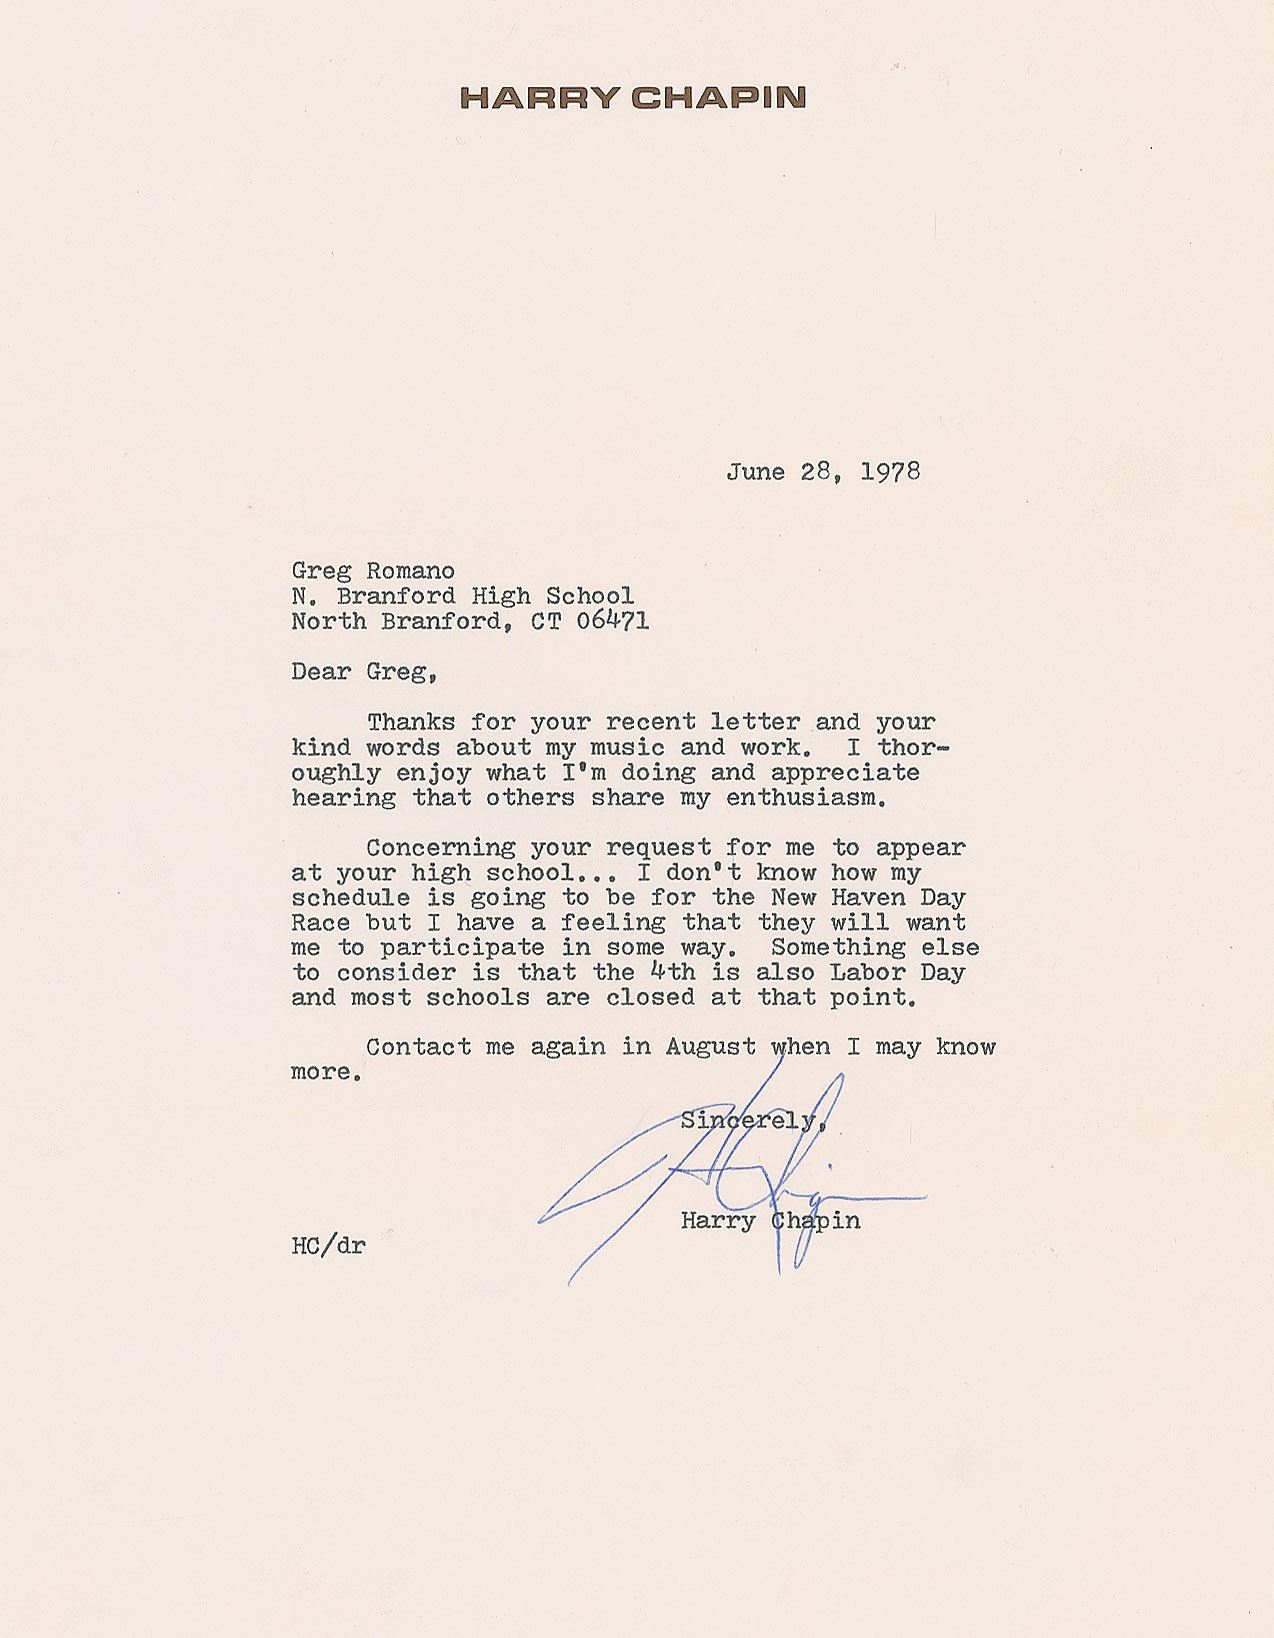 HARRY CHAPIN
June 28, 1978
Greg Romano
N. Branford High School
North Branford, CT 06471
Dear Greg,
Thanks for your recent letter and your
kind words about my music and work. I thor-
oughly enjoy what I'm doing and appreciate
hearing that others share my enthusiasm.
Concerning your request for me to appear
at your high school... I don't know how my
schedule is going to be for the New Haven Day
Race but I have a feeling that they will want
me to participate in some way. Something else
to consider is that the 4th is also Labor Day
and most schools are closed at that point.
Contact me again in August when I may know
more.
Sincerely,
H Chapin
Harry Chapin
HC/dr